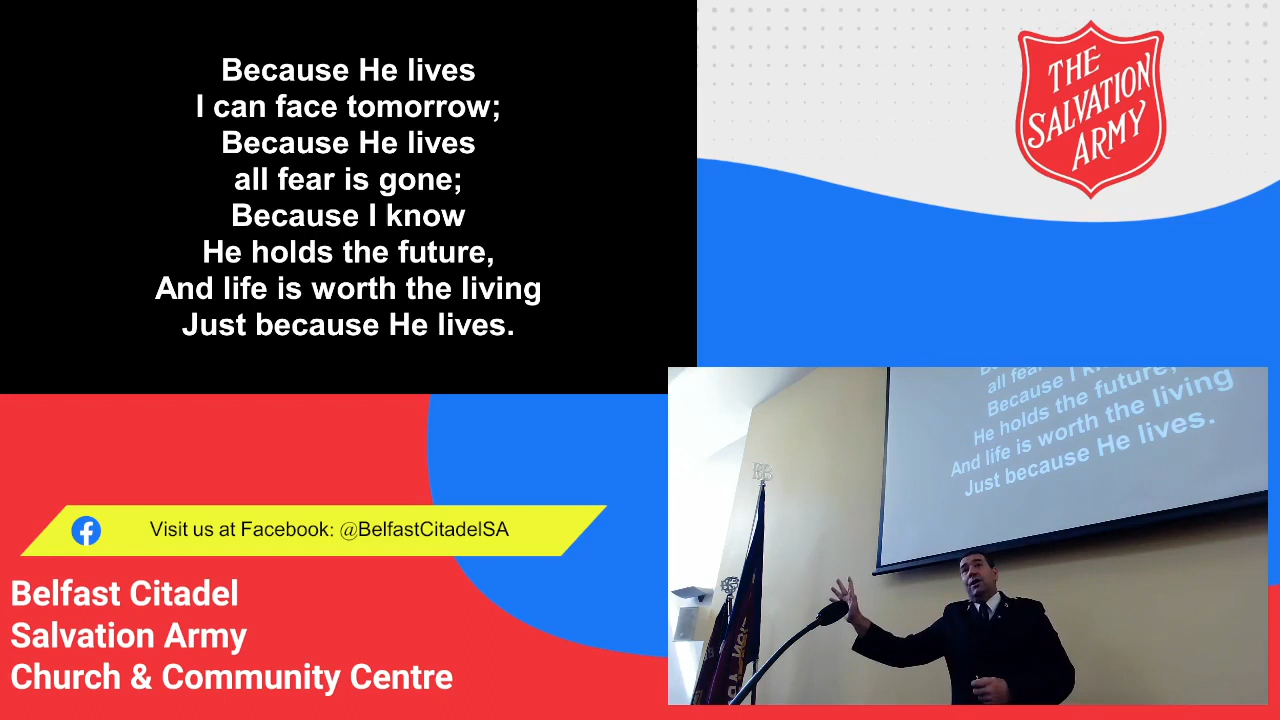 Because He lives
I can face tomorrow;
Because He lives
all fear is gone;
Because I know
He holds the future,
And life is worth the living
Just because He lives.
THE
SALVATION
ARMY
all fear
Because I k
He holds the future,
And life is worth the living
Just because He lives.
Visit us at Facebook: @BelfastCitadelSA
Belfast Citadel
Salvation Army
Church & Community Centre